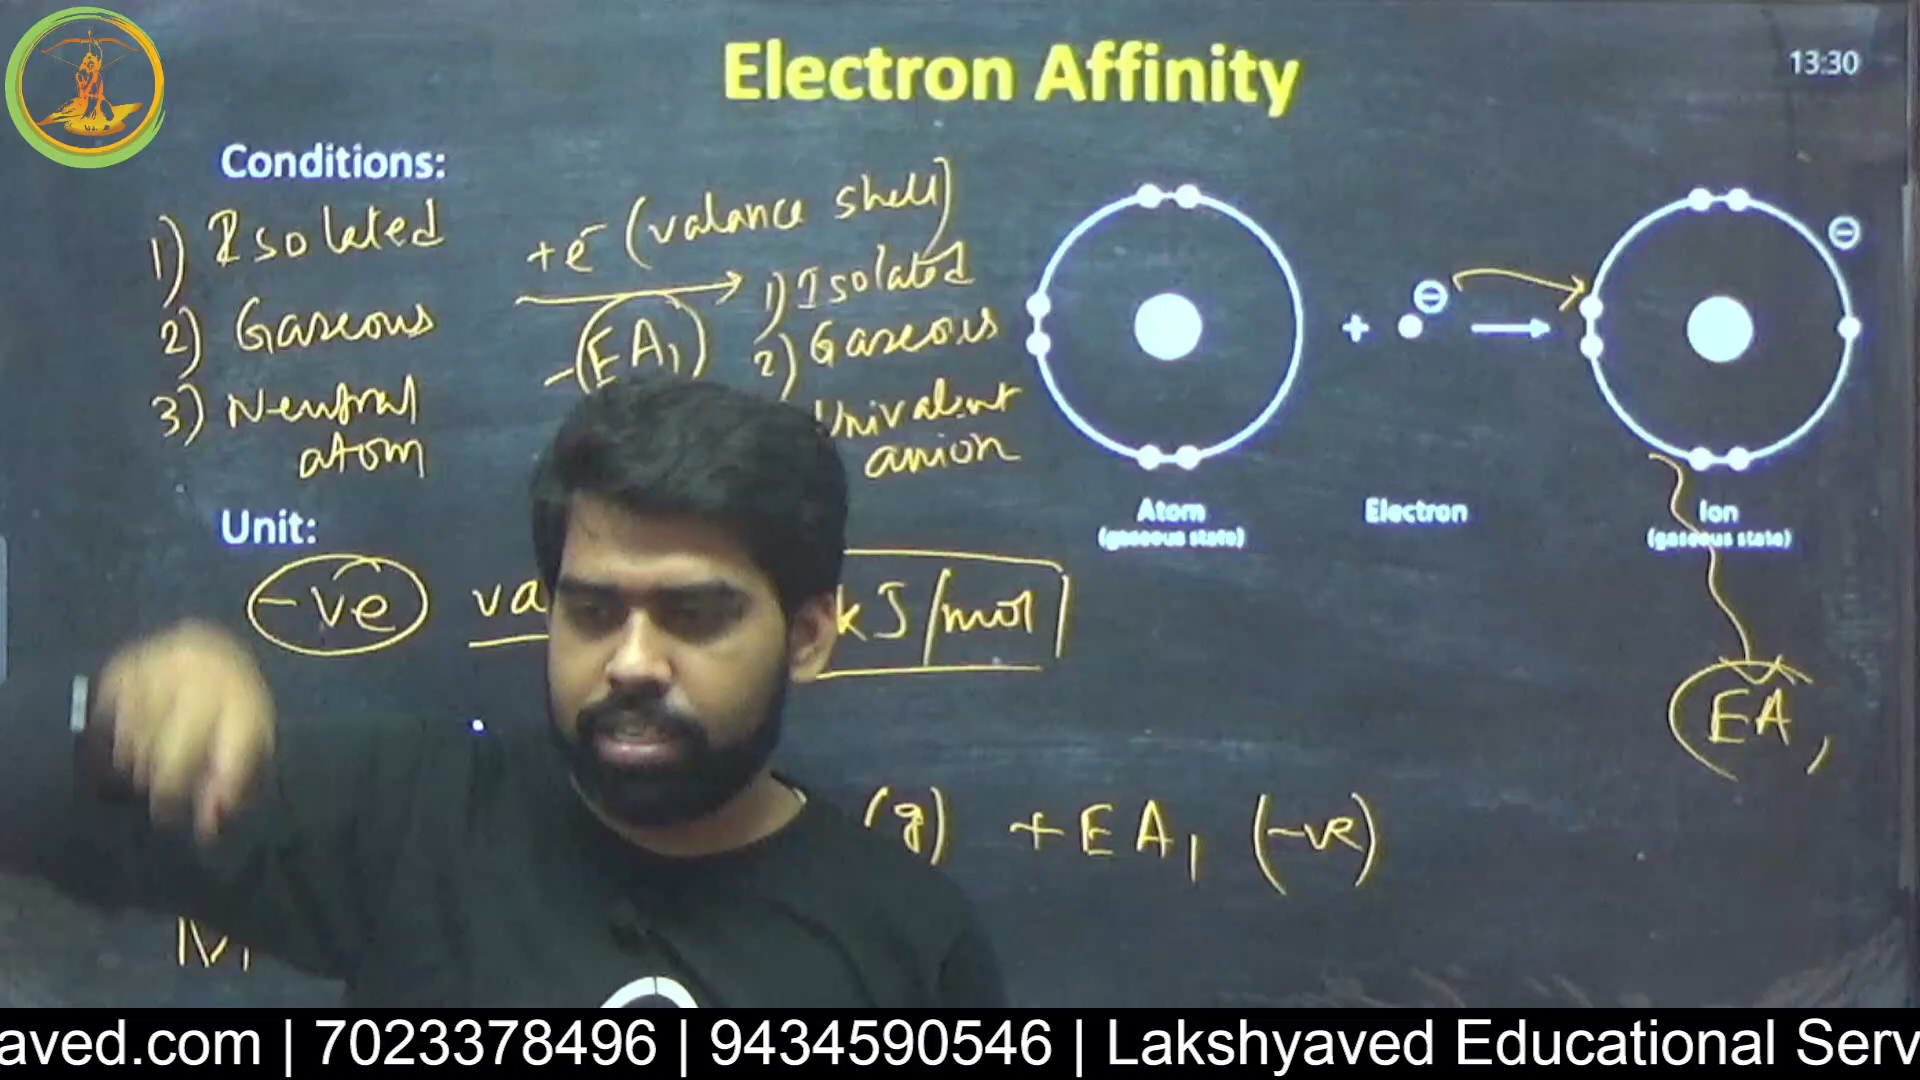 Electron Affinity
13:30
Conditions:
1) Isolated
2) Gaseous
3) Neutral
atom
+e⁻ (valance shell)
-(EA₁)
1) Isolated
2) Gaseous
Univalent
anion
+
⊖
⊖
Atom
(gaseous state)
Electron
Ion
(gaseous state)
Unit:
-ve
kJ/mol
EA₁
(g) + EA₁ (-ve)
aved.com | 7023378496 | 9434590546 | Lakshyaved Educational Serv